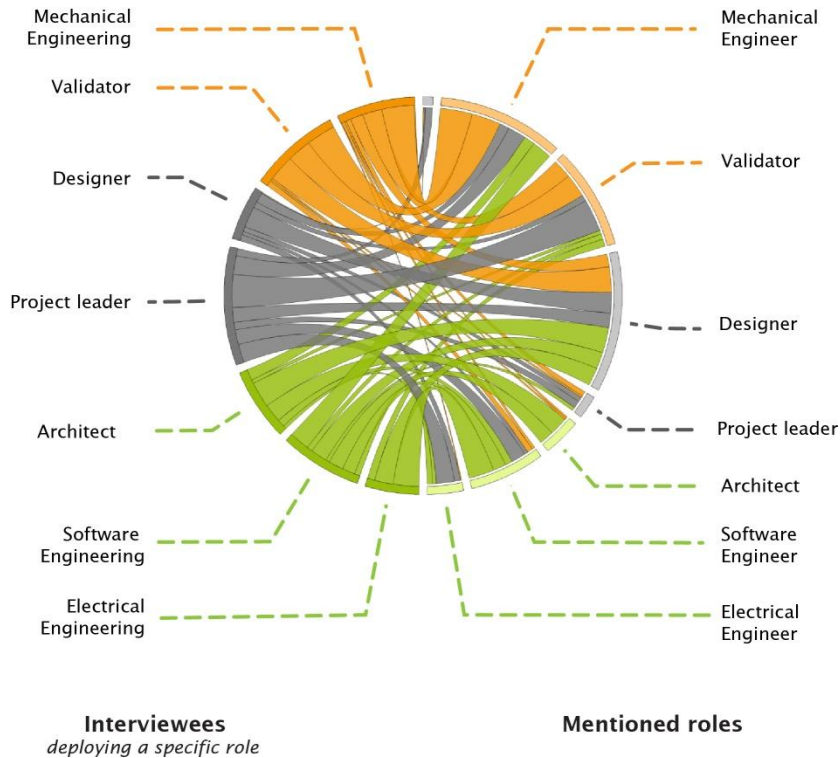 Mechanical
Engineering
Validator
Designer
Project leader
Architect
Software
Engineering
Electrical
Engineering
Mechanical
Engineer
Validator
Designer
Project leader
Architect
Software
Engineer
Electrical
Engineer
Interviewees
deploying a specific role
Mentioned roles